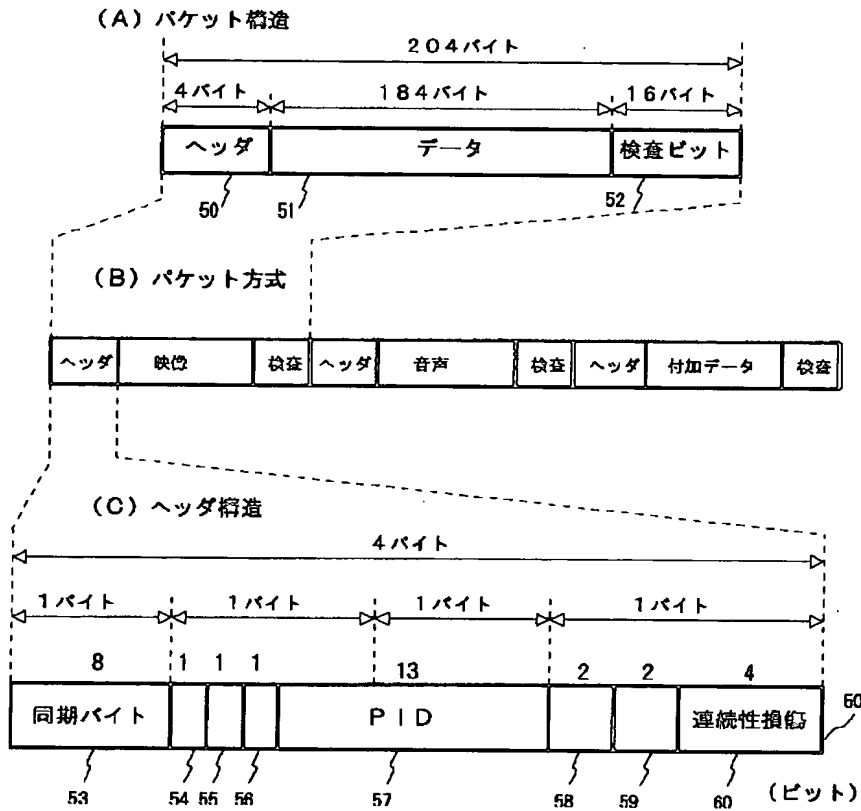 (A) パケット構造
204バイト
4バイト 184バイト 16バイト
ヘッダ データ 検査ビット
50 51 52
(B) パケット方式
ヘッダ 映像 検査 ヘッダ 音声 検査 ヘッダ 付加データ 検査
(C) ヘッダ構造
4バイト
1バイト 1バイト 1バイト 1バイト
8 1 1 1 13 2 2 4
同期バイト PID 連続性損傷 50
53 54 55 56 57 58 59 60 (ビット)